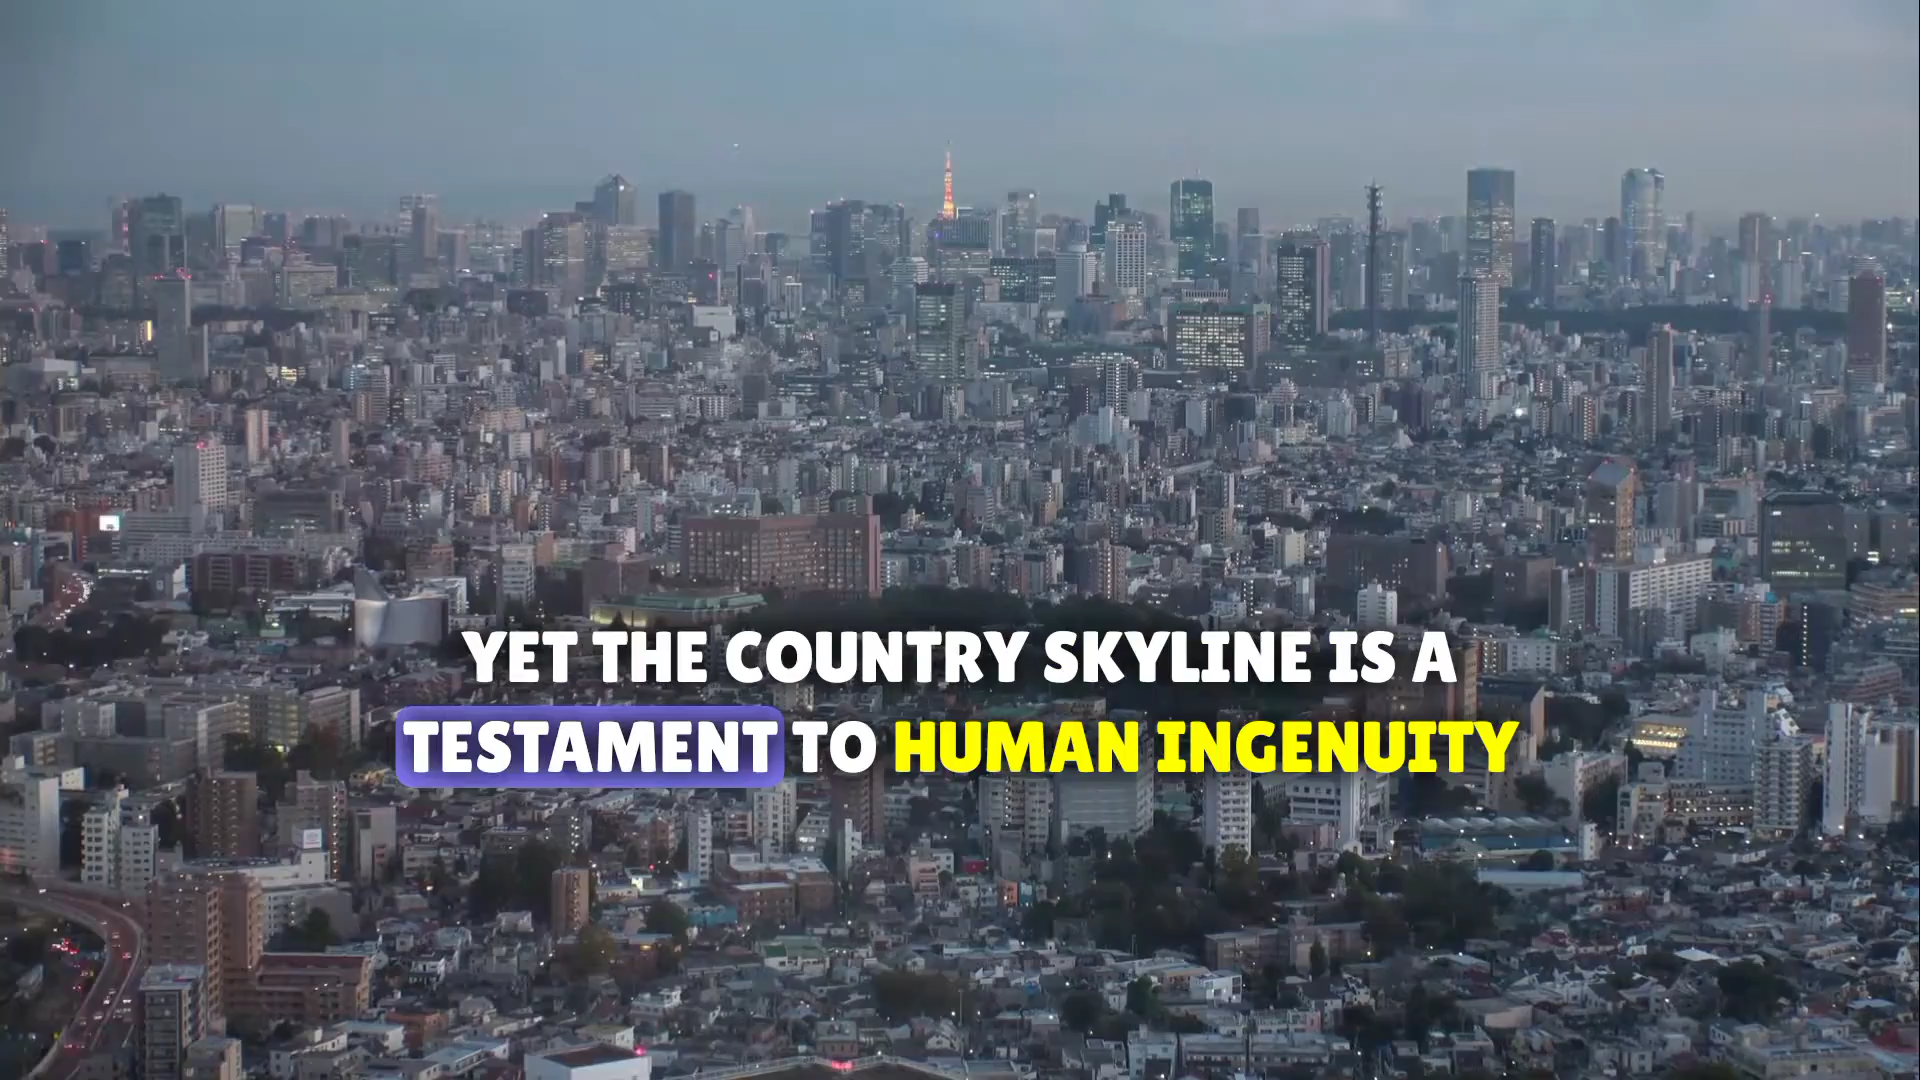 YET THE COUNTRY SKYLINE IS A
TESTAMENT TO HUMAN INGENUITY